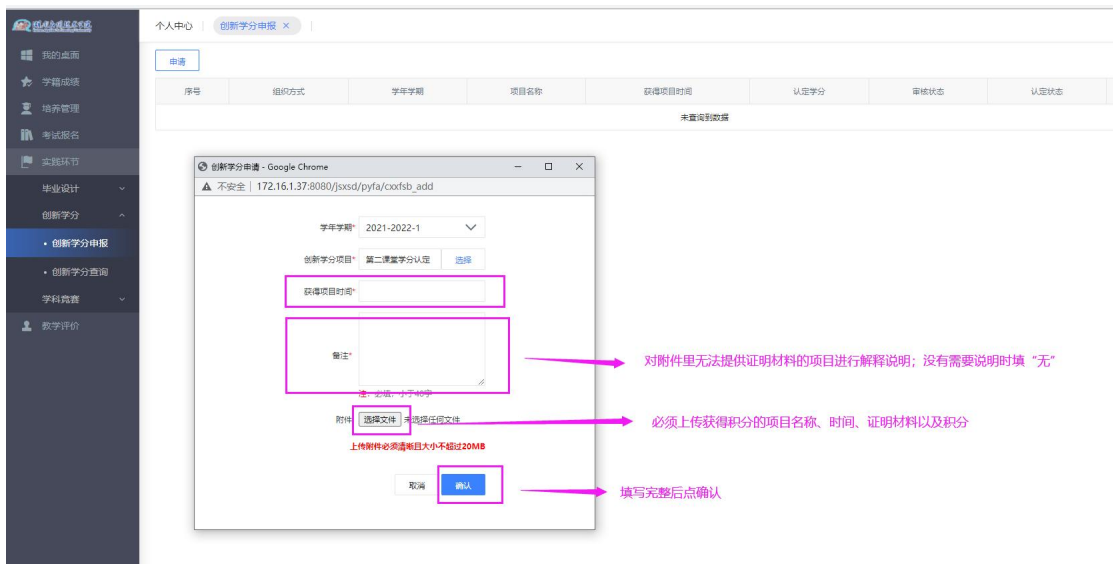 个人中心 创新学分申报 ×
我的桌面
学籍成绩
培养管理
考试报名
实践环节
毕业设计
创新学分
• 创新学分申报
• 创新学分查询
学科竞赛
教学评价
申请
序号 组织方式 学年学期 项目名称 获得项目时间 认定学分 审核状态 认定状态
未查询到数据
创新学分申请 - Google Chrome
不安全 | 172.16.1.37:8080/jsxsd/pyfa/cxxfsb_add
学年学期* 2021-2022-1
创新学分项目* 第二课堂学分认定 选择
获得项目时间*
备注*
注：必填，小于40字
附件 选择文件 未选择任何文件
上传附件必须清晰且大小不超过20MB
取消 确认
对附件里无法提供证明材料的项目进行解释说明；没有需要说明时填“无”
必须上传获得积分的项目名称、时间、证明材料以及积分
填写完整后点确认